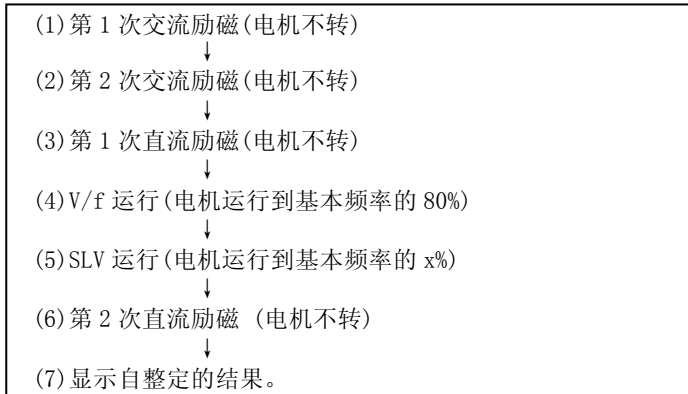 (1)第 1 次交流励磁(电机不转)
↓
(2)第 2 次交流励磁(电机不转)
↓
(3)第 1 次直流励磁(电机不转)
↓
(4)V/f 运行(电机运行到基本频率的 80%)
↓
(5)SLV 运行(电机运行到基本频率的 x%)
↓
(6)第 2 次直流励磁 (电机不转)
↓
(7)显示自整定的结果。